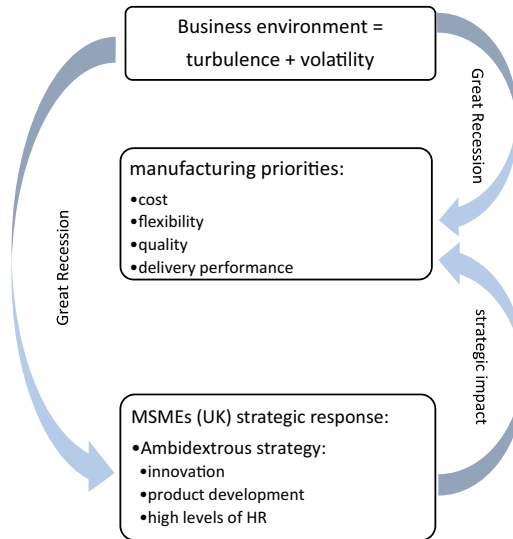 Business environment =
turbulence + volatility
Great Recession
manufacturing priorities:
•cost
•flexibility
•quality
•delivery performance
Great Recession
strategic impact
MSMEs (UK) strategic response:
•Ambidextrous strategy:
•innovation
•product development
•high levels of HR